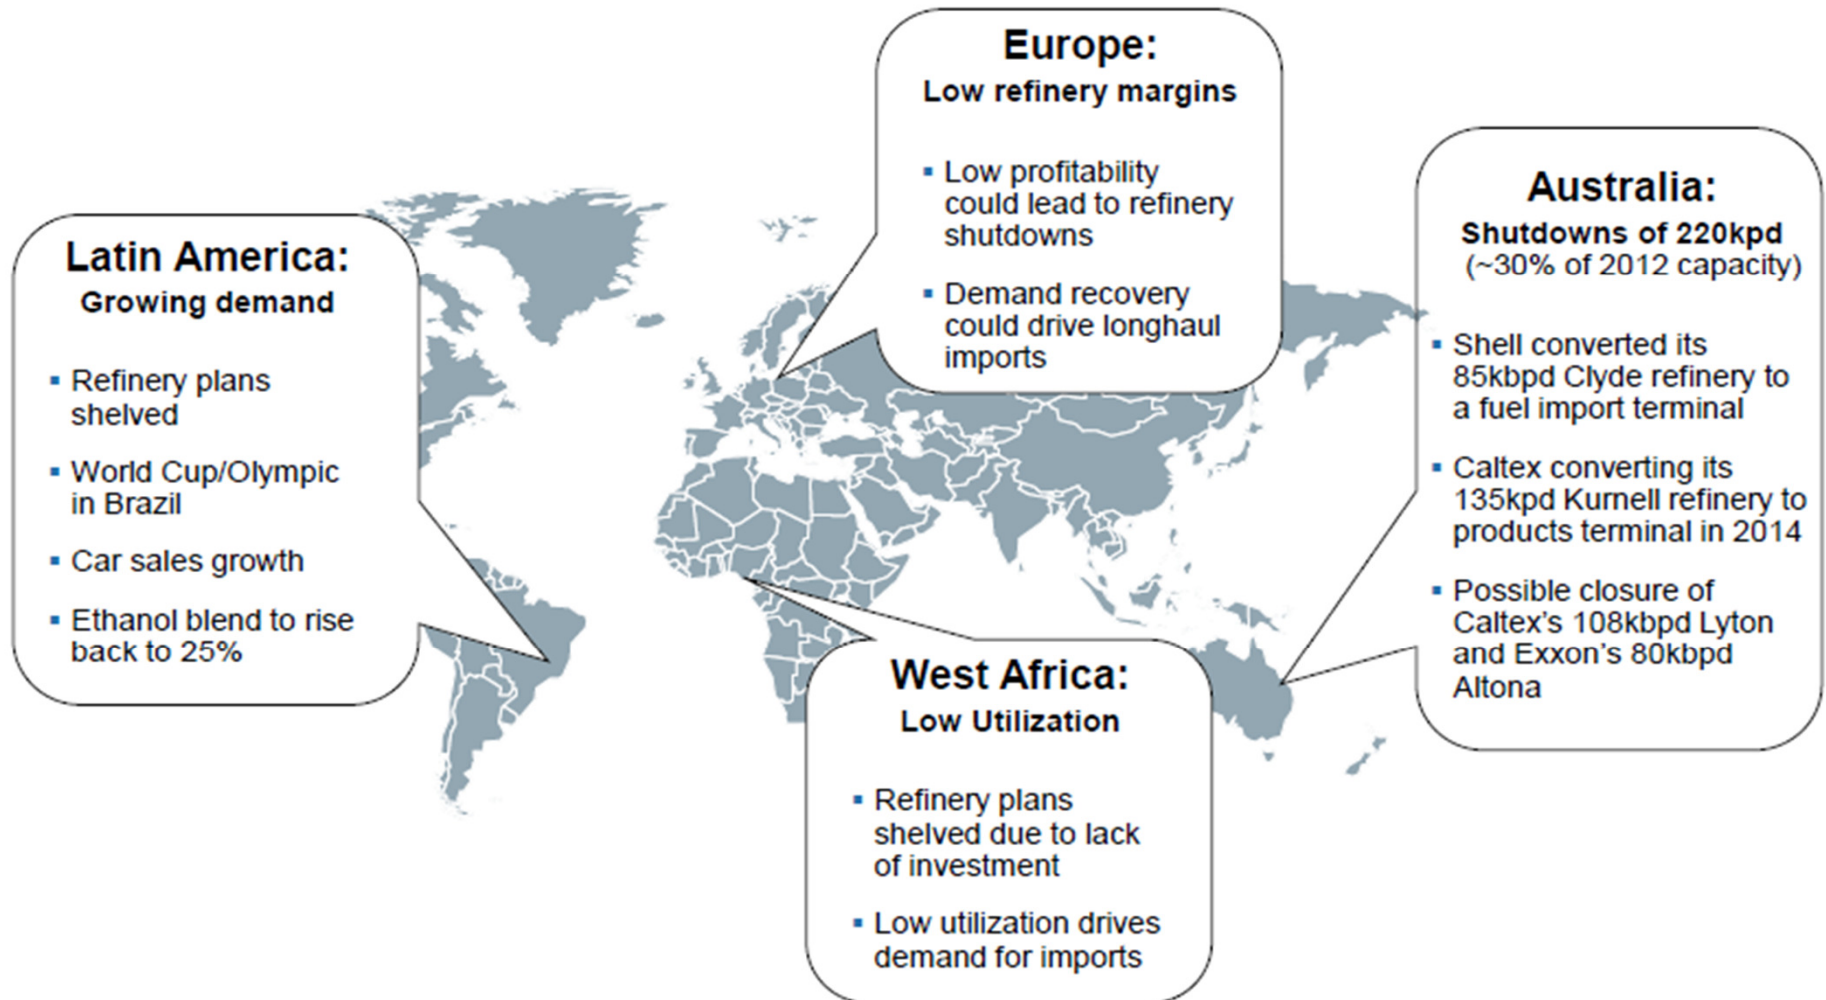 Europe:
Low refinery margins
▪ Low profitability
could lead to refinery
shutdowns
▪ Demand recovery
could drive longhaul
imports
Australia:
Shutdowns of 220kpd
(~30% of 2012 capacity)
▪ Shell converted its
85kbpd Clyde refinery to
a fuel import terminal
▪ Caltex converting its
135kpd Kurnell refinery to
products terminal in 2014
▪ Possible closure of
Caltex's 108kbpd Lyton
and Exxon's 80kbpd
Altona
Latin America:
Growing demand
▪ Refinery plans
shelved
▪ World Cup/Olympic
in Brazil
▪ Car sales growth
▪ Ethanol blend to rise
back to 25%
West Africa:
Low Utilization
▪ Refinery plans
shelved due to lack
of investment
▪ Low utilization drives
demand for imports